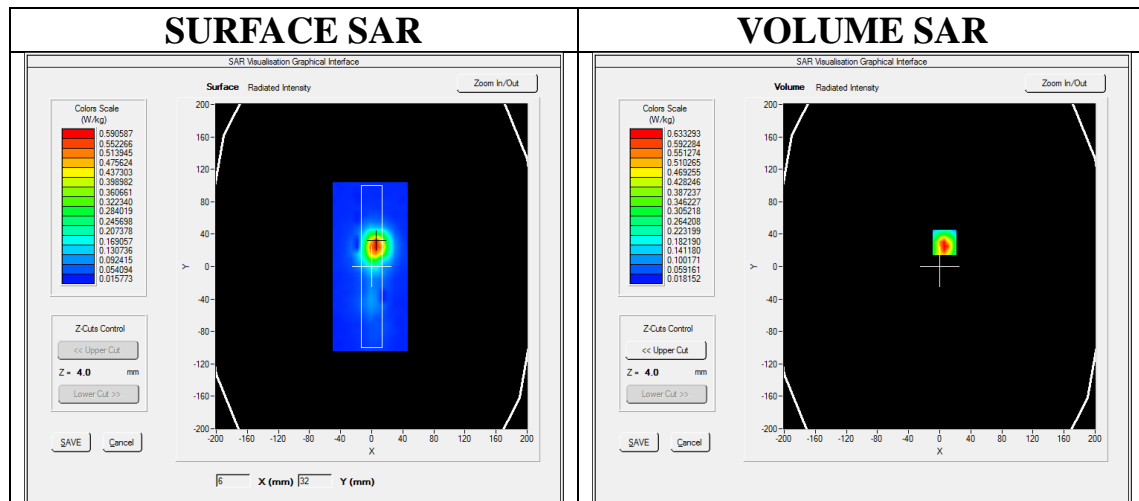 SURFACE SAR
VOLUME SAR
SAR Visualisation Graphical Interface
Surface Radiated Intensity
Zoom In/Out
Colors Scale
(W/kg)
0.590587
0.552266
0.513945
0.475624
0.437303
0.398982
0.360661
0.322340
0.284019
0.245698
0.207378
0.169057
0.130736
0.092415
0.054094
0.015773
Z-Cuts Control
<< Upper Cut
Z = 4.0 mm
Lower Cut >>
SAVE Cancel
200
160
120
80
40
0
-40
-80
-120
-160
-200
Y
-200 -160 -120 -80 -40 0 40 80 120 160 200
X
6 X (mm) 32 Y (mm)
SAR Visualisation Graphical Interface
Volume Radiated Intensity
Zoom In/Out
Colors Scale
(W/kg)
0.633293
0.592284
0.551274
0.510265
0.469255
0.428246
0.387237
0.346227
0.305218
0.264208
0.223199
0.182190
0.141180
0.100171
0.059161
0.018152
Z-Cuts Control
<< Upper Cut
Z = 4.0 mm
Lower Cut >>
SAVE Cancel
200
160
120
80
40
0
-40
-80
-120
-160
-200
Y
-200 -160 -120 -80 -40 0 40 80 120 160 200
X